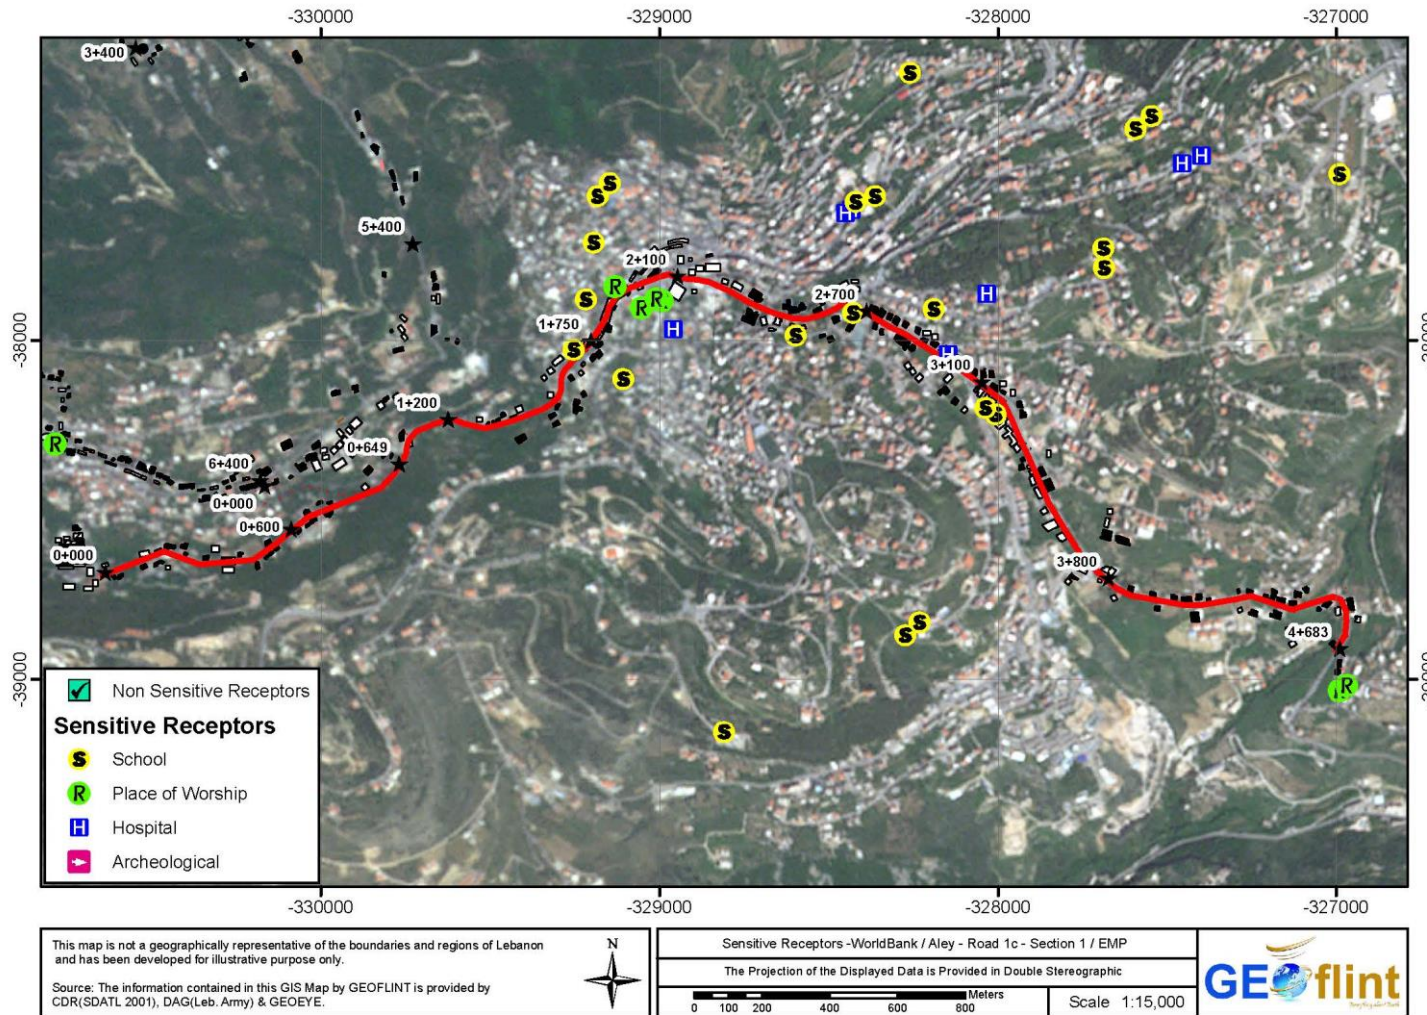 -330000
-329000
-328000
-327000
3+400
5+400
2+100
2+700
1+750
-38000
3+100
1+200
0+649
6+400
0+000
0+600
0+000
3+800
4+683
-39000
Non Sensitive Receptors
Sensitive Receptors
S School
R Place of Worship
H Hospital
Archeological
-330000
-329000
-328000
-327000
This map is not a geographically representative of the boundaries and regions of Lebanon
and has been developed for illustrative purpose only.
Source: The information contained in this GIS Map by GEOFLINT is provided by
CDR(SDATL 2001), DAG(Leb. Army) & GEOEYE.
N
Sensitive Receptors -WorldBank / Aley - Road 1c - Section 1 / EMP
The Projection of the Displayed Data is Provided in Double Stereographic
Meters
0 100 200 400 600 800
Scale 1:15,000
GEOflint